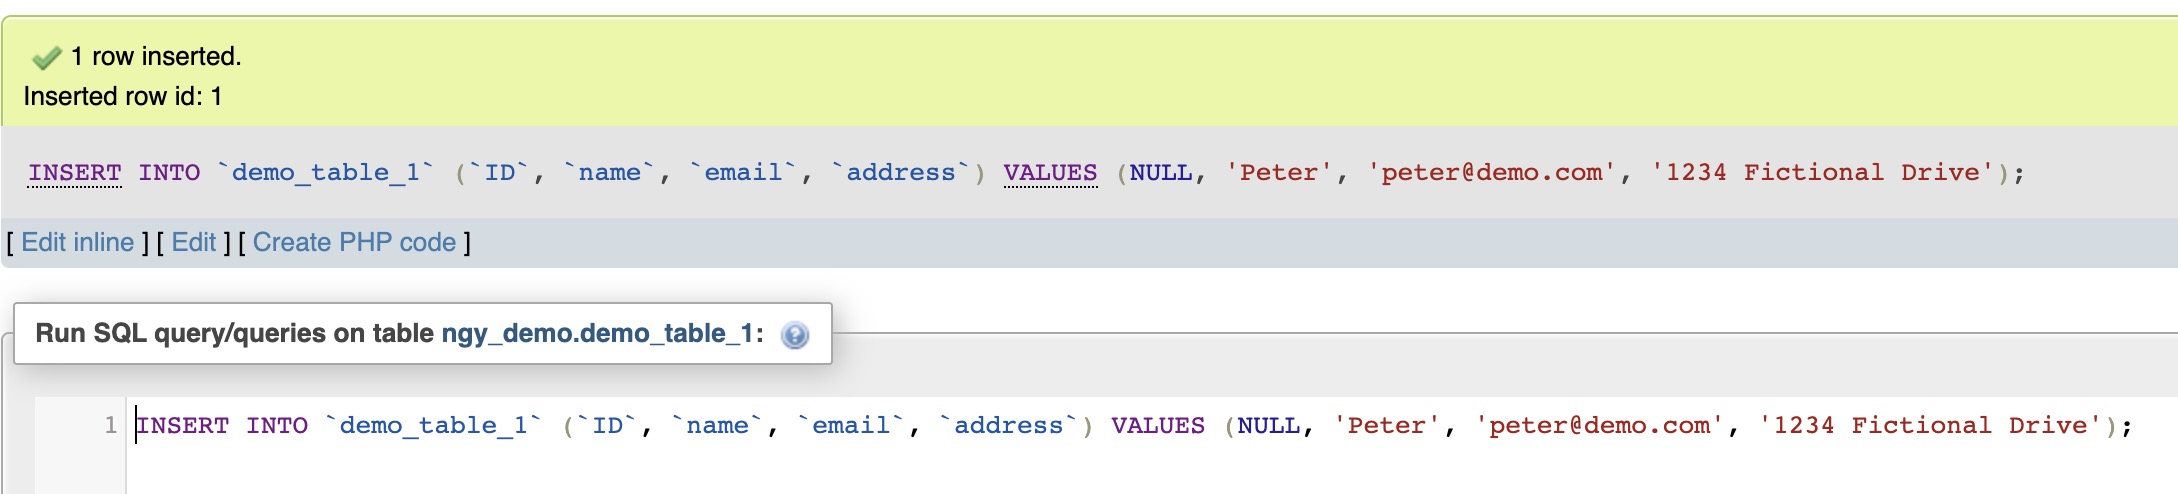 1 row inserted.
Inserted row id: 1
INSERT INTO `demo_table_1` (`ID`, `name`, `email`, `address`) VALUES (NULL, 'Peter', 'peter@demo.com', '1234 Fictional Drive');
[ Edit inline ] [ Edit ] [ Create PHP code ]
Run SQL query/queries on table ngy_demo.demo_table_1: ?
1 INSERT INTO `demo_table_1` (`ID`, `name`, `email`, `address`) VALUES (NULL, 'Peter', 'peter@demo.com', '1234 Fictional Drive');